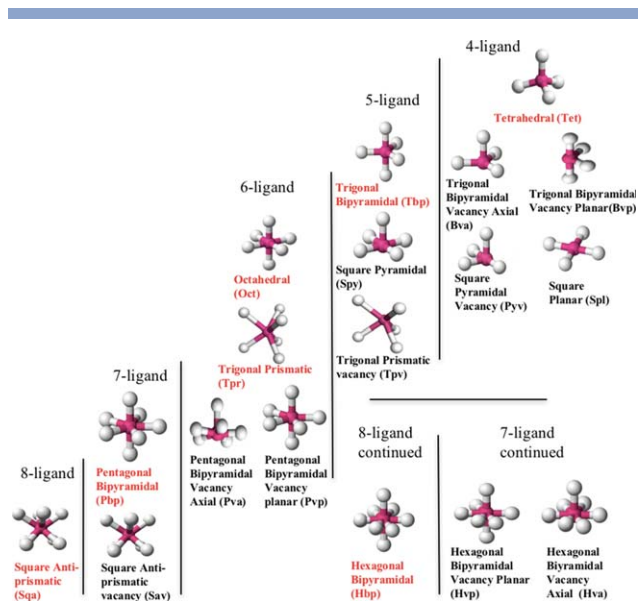 4-ligand
Tetrahedral (Tet)
Trigonal
Bipyramidal
Vacancy Axial
(Bva)
Trigonal Bipyramidal
Vacancy Planar(Bvp)
Square
Pyramidal
Vacancy (Pyv)
Square
Planar (Spl)
5-ligand
Trigonal
Bipyramidal (Tbp)
Square Pyramidal
(Spy)
Trigonal Prismatic
vacancy (Tpv)
6-ligand
Octahedral
(Oct)
Trigonal Prismatic
(Tpr)
Pentagonal
Bipyramidal
Vacancy
Axial (Pva)
Pentagonal
Bipyramidal
Vacancy
planar (Pvp)
7-ligand
Pentagonal
Bipyramidal
(Pbp)
Square Anti-
prismatic
vacancy (Sav)
8-ligand
Square Anti-
prismatic
(Sqa)
8-ligand
continued
Hexagonal
Bipyramidal
(Hbp)
7-ligand
continued
Hexagonal
Bipyramidal
Vacancy Planar
(Hvp)
Hexagonal
Biyramidal
Vacancy
Axial (Hva)